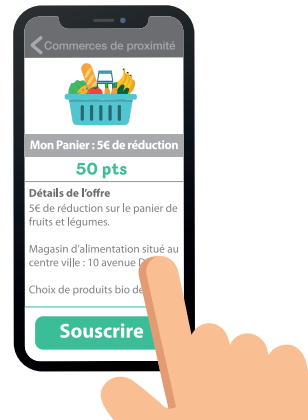 Commerces de proximité
Mon Panier : 5€ de réduction
50 pts
Détails de l'offre
5€ de réduction sur le panier de
fruits et légumes.
Magasin d'alimentation situé au
centre ville : 10 avenue
Choix de produits bio de
Souscrire